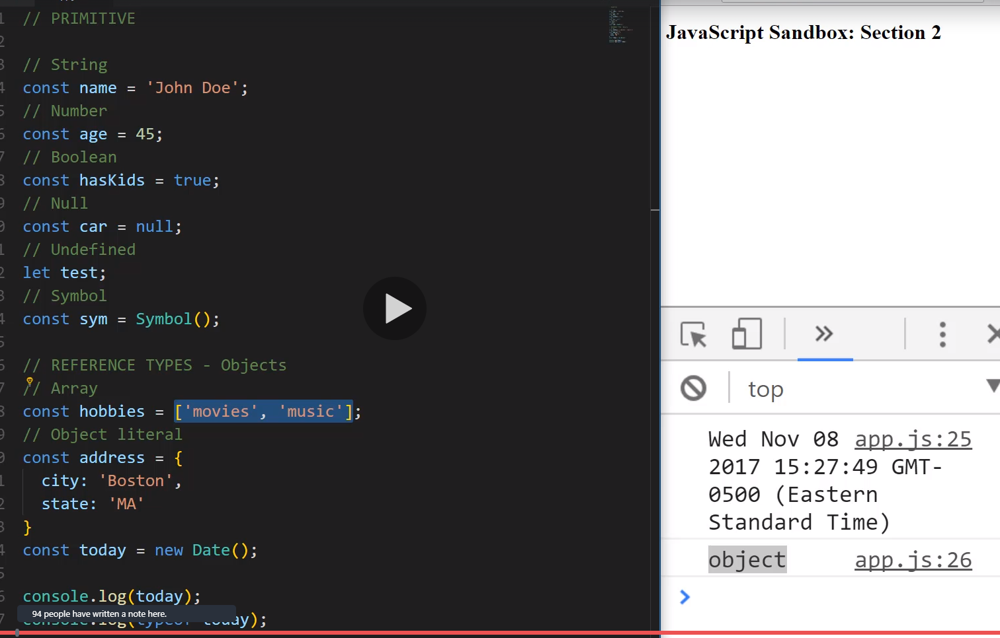 // PRIMITIVE
// String
const name = 'John Doe';
// Number
const age = 45;
// Boolean
const hasKids = true;
// Null
const car = null;
// Undefined
let test;
// Symbol
const sym = Symbol();
// REFERENCE TYPES - Objects
// Array
const hobbies = ['movies', 'music'];
// Object literal
const address = {
city: 'Boston',
state: 'MA'
}
const today = new Date();
console.log(today);
94 people have written a note here.
console.log(typeof today);
JavaScript Sandbox: Section 2
top
Wed Nov 08 app.js:25
2017 15:27:49 GMT-
0500 (Eastern
Standard Time)
object app.js:26